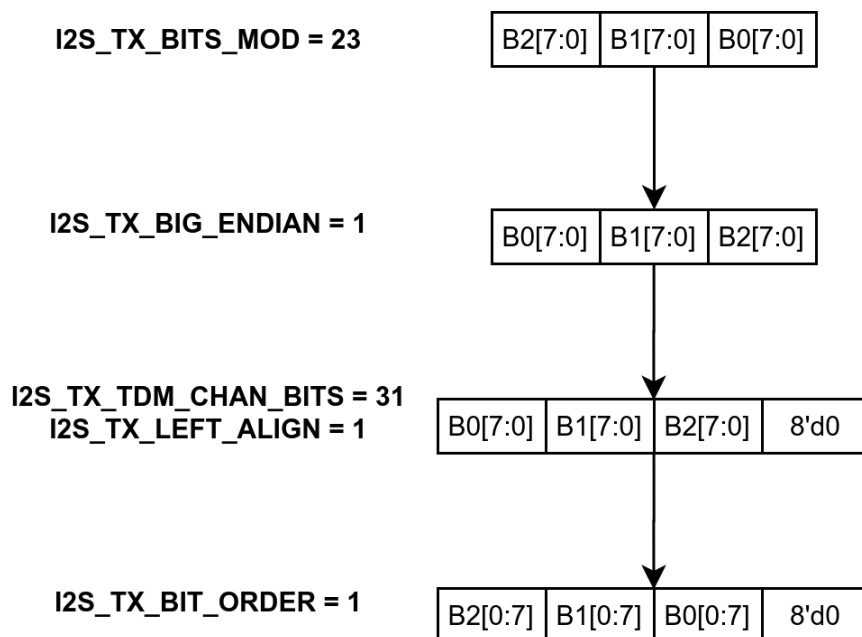 I2S_TX_BITS_MOD = 23
B2[7:0] B1[7:0] B0[7:0]
I2S_TX_BIG_ENDIAN = 1
B0[7:0] B1[7:0] B2[7:0]
I2S_TX_TDM_CHAN_BITS = 31
I2S_TX_LEFT_ALIGN = 1
B0[7:0] B1[7:0] B2[7:0] 8'd0
I2S_TX_BIT_ORDER = 1
B2[0:7] B1[0:7] B0[0:7] 8'd0